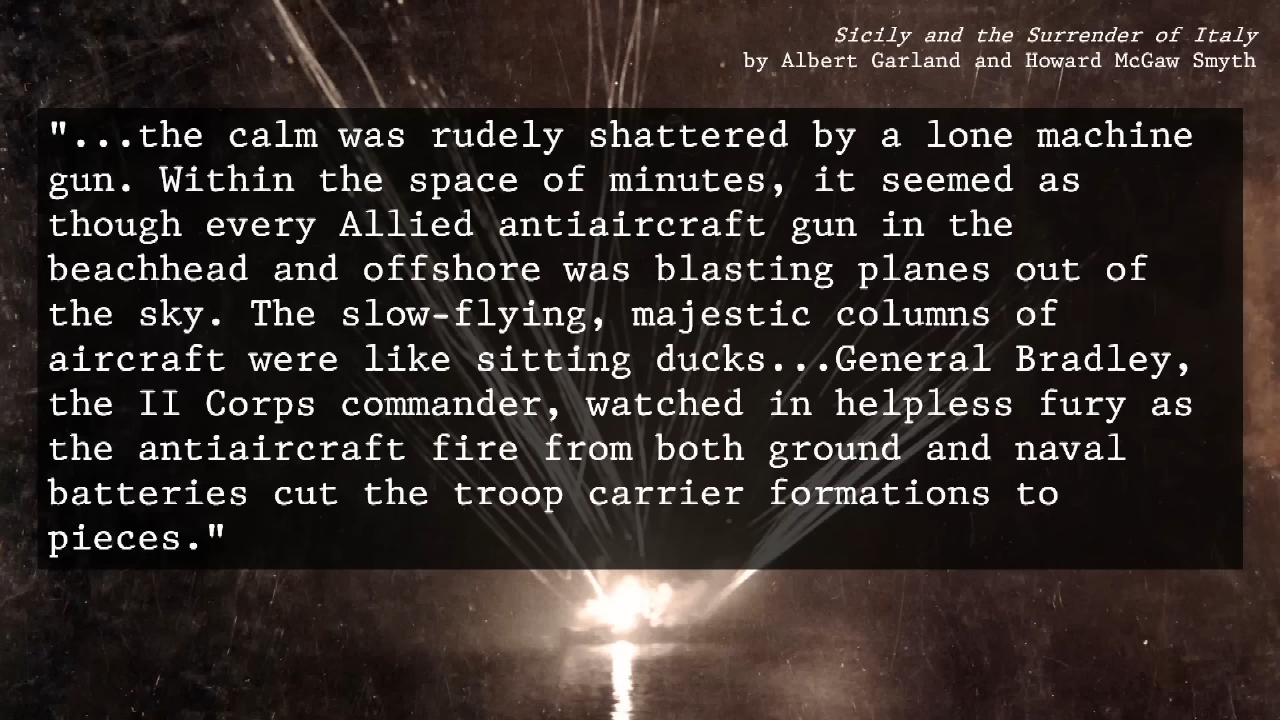 Sicily and the Surrender of Italy
by Albert Garland and Howard McGaw Smyth
"...the calm was rudely shattered by a lone machine
gun. Within the space of minutes, it seemed as
though every Allied antiaircraft gun in the
beachhead and offshore was blasting planes out of
the sky. The slow-flying, majestic columns of
aircraft were like sitting ducks...General Bradley,
the II Corps commander, watched in helpless fury as
the antiaircraft fire from both ground and naval
batteries cut the troop carrier formations to
pieces."